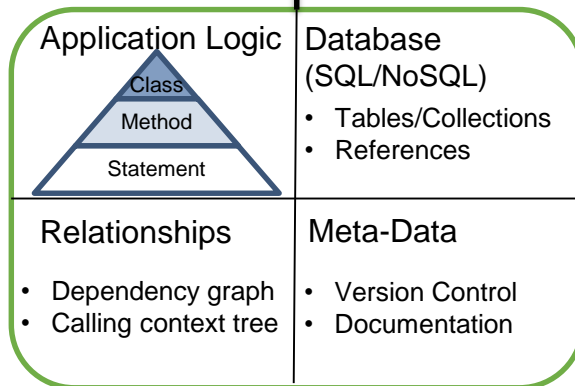 Application Logic
Class
Method
Statement
Database
(SQL/NoSQL)
• Tables/Collections
• References
Relationships
• Dependency graph
• Calling context tree
Meta-Data
• Version Control
• Documentation